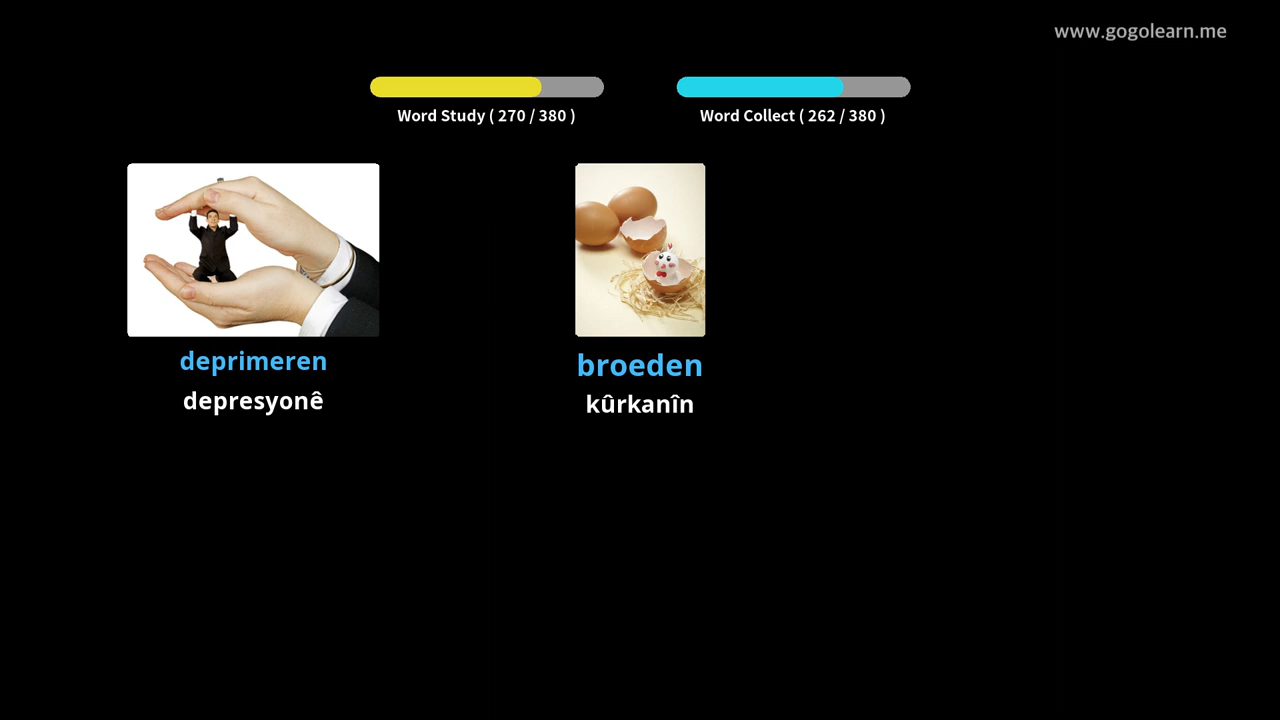 www.gogolearn.me
Word Study ( 270 / 380 )
Word Collect ( 262 / 380 )
deprimeren
depresyonê
broeden
kûrkanîn